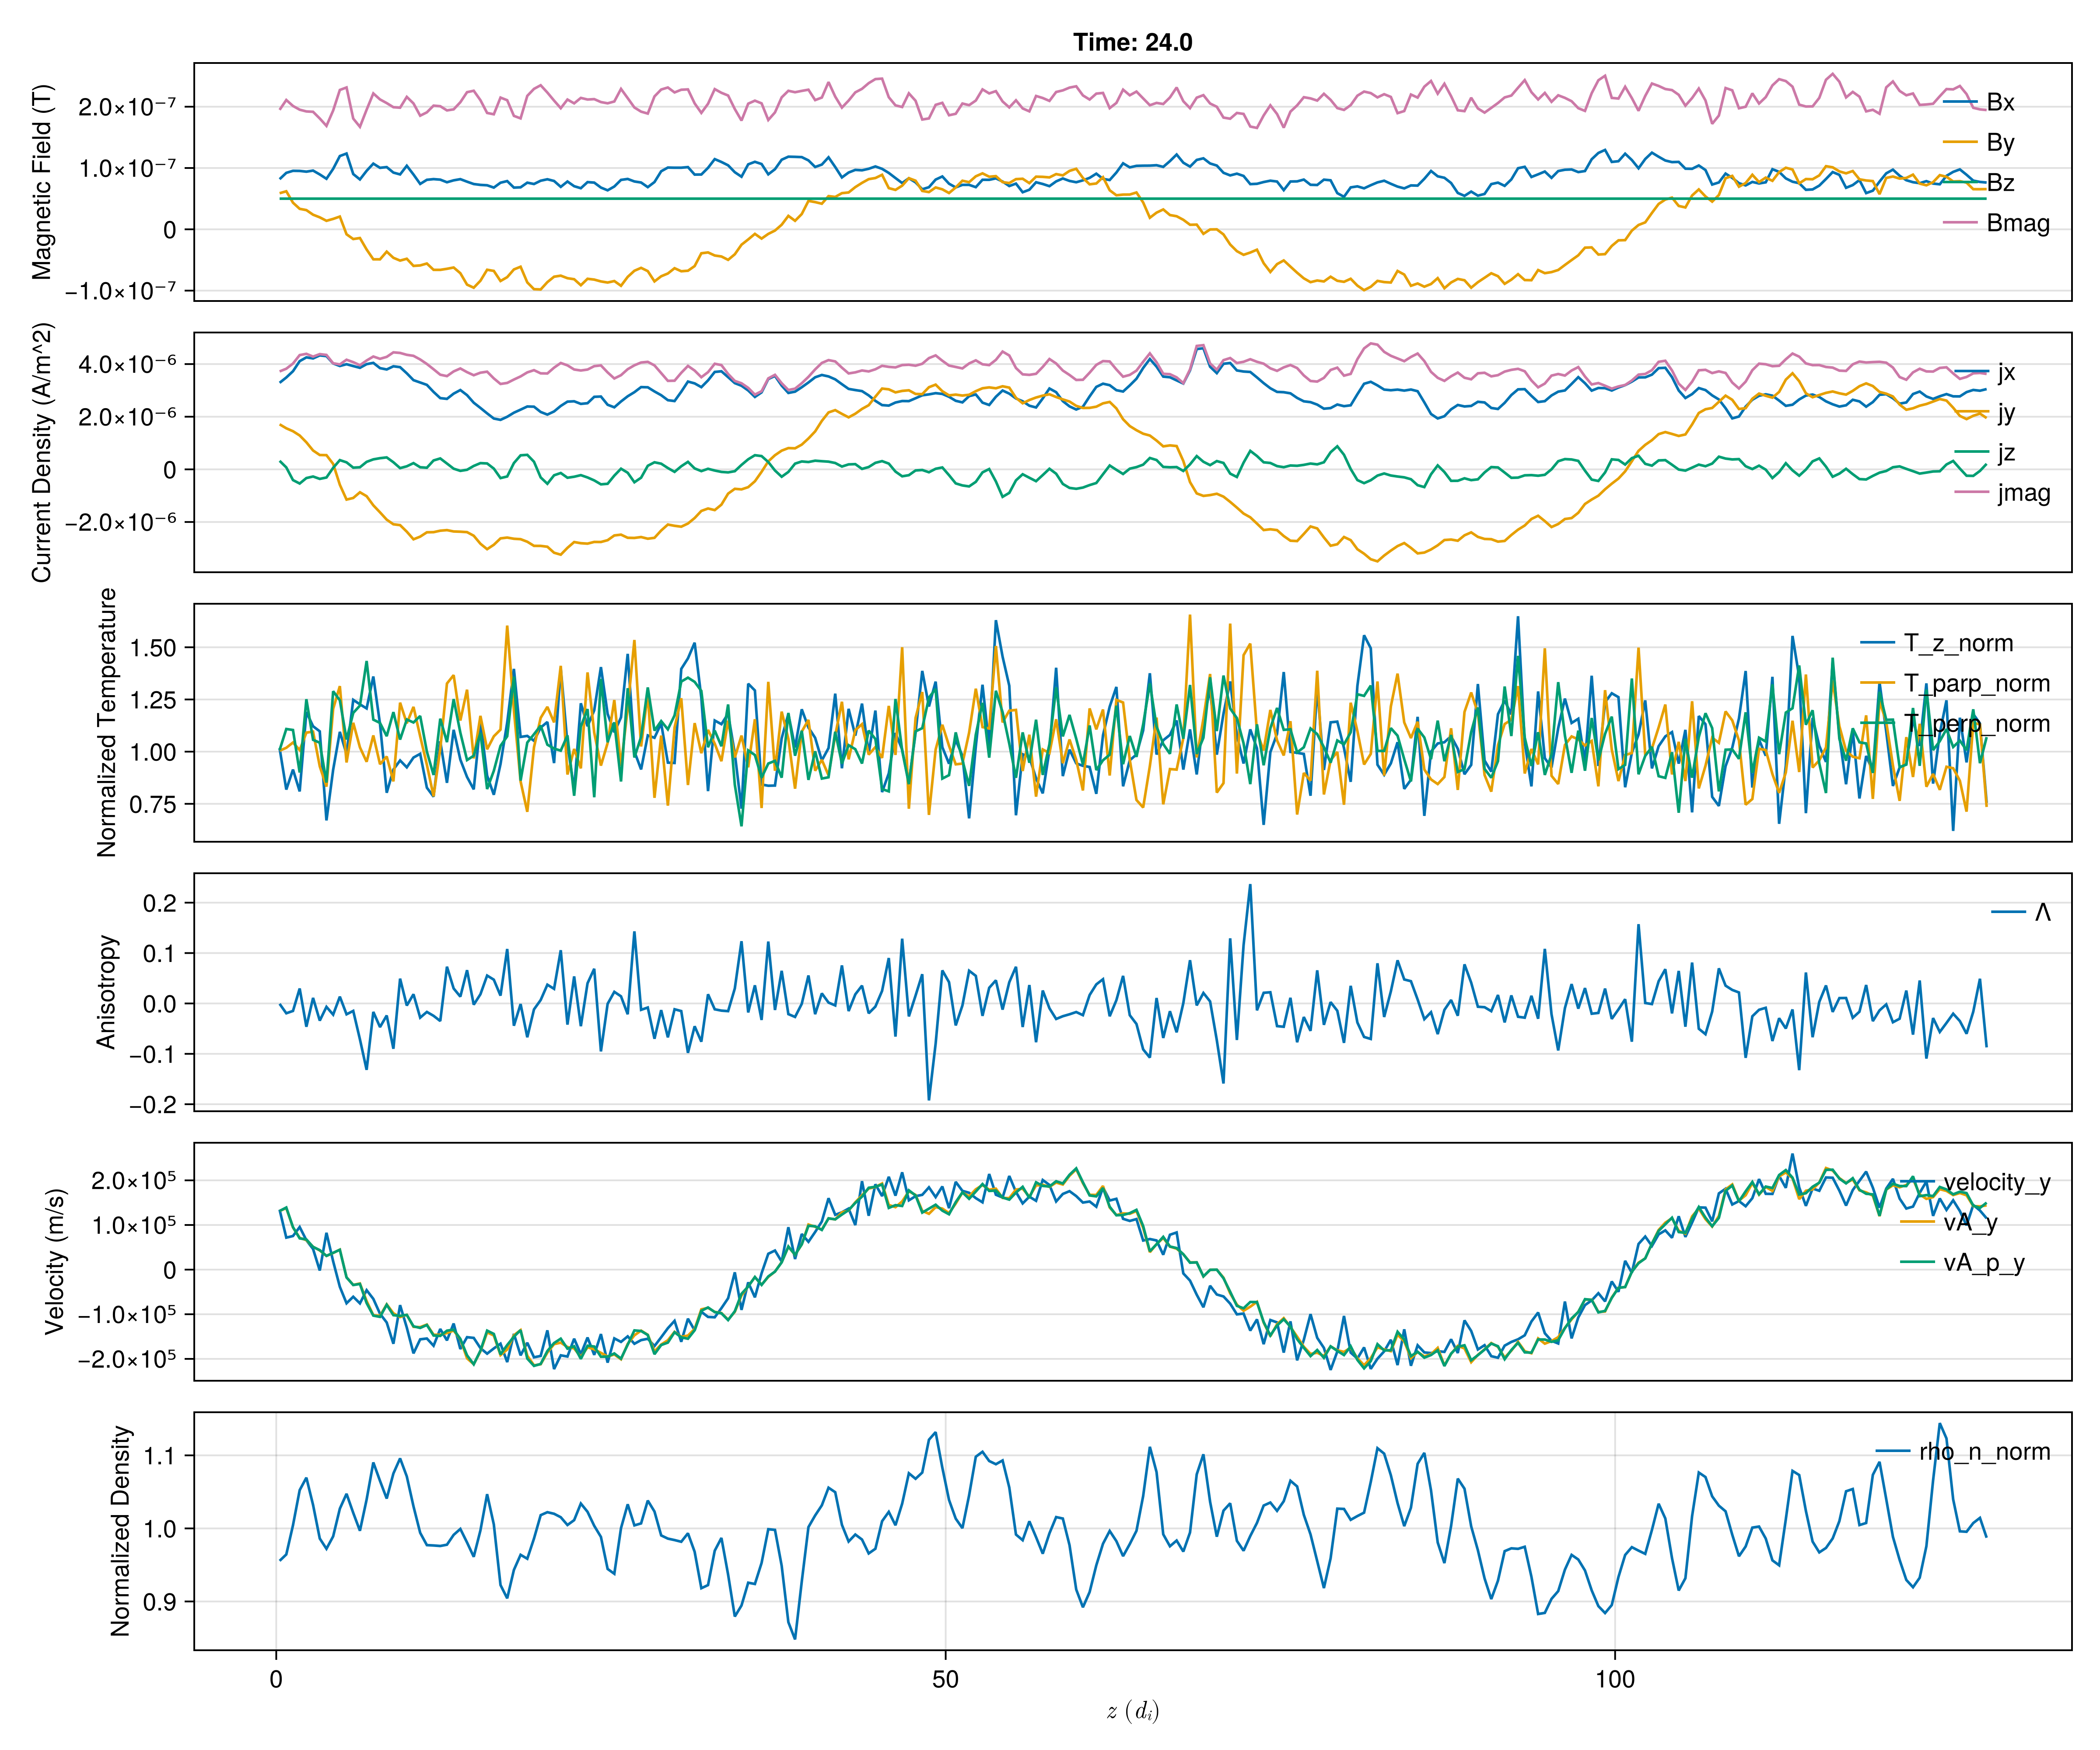 Time: 24.0
Magnetic Field (T)
2.0×10⁻⁷
1.0×10⁻⁷
0
−1.0×10⁻⁷
Bx
By
Bz
Bmag
Current Density (A/m^2)
4.0×10⁻⁶
2.0×10⁻⁶
0
−2.0×10⁻⁶
jx
jy
jz
jmag
Normalized Temperature
1.50
1.25
1.00
0.75
T_z_norm
T_parp_norm
T_perp_norm
Anisotropy
0.2
0.1
0.0
−0.1
−0.2
Λ
Velocity (m/s)
2.0×10⁵
1.0×10⁵
0
−1.0×10⁵
−2.0×10⁵
velocity_y
vA_y
vA_p_y
Normalized Density
1.1
1.0
0.9
rho_n_norm
0 50 100
z (dᵢ)